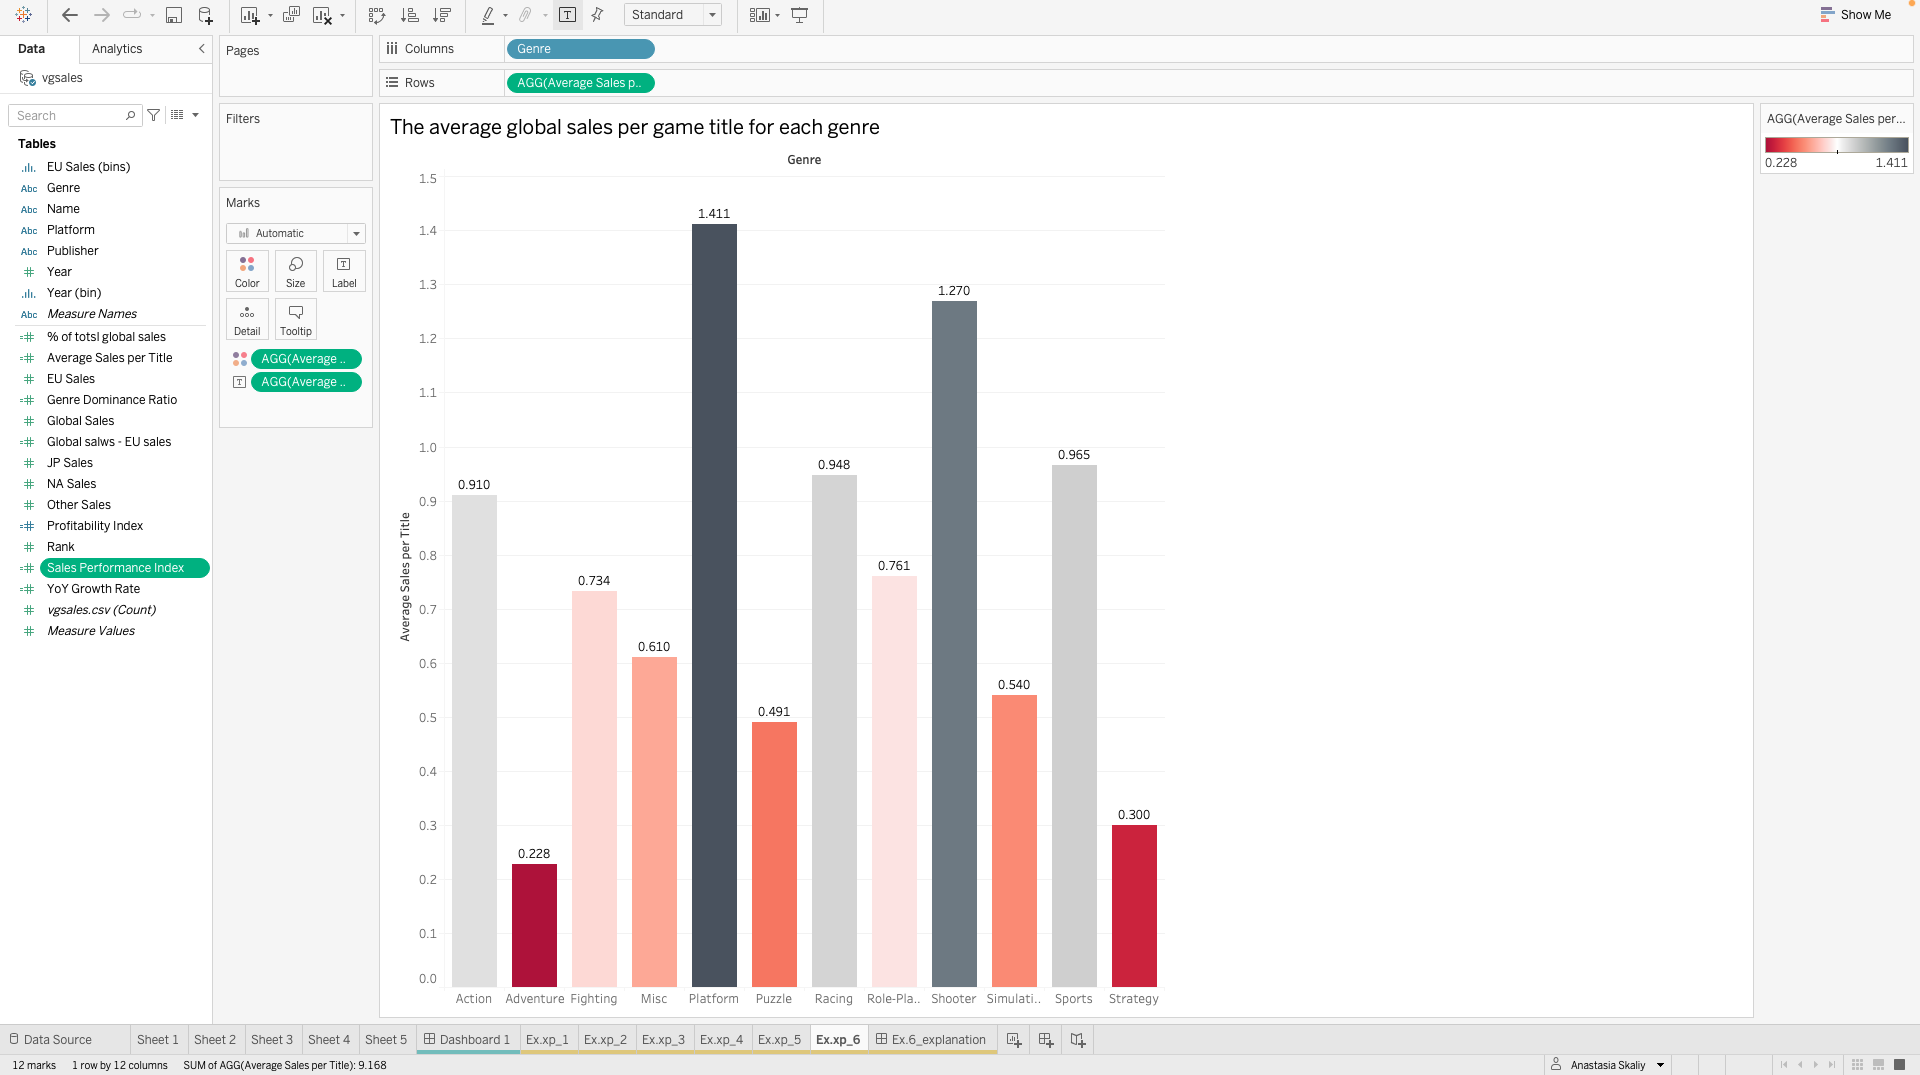 Standard
Show Me
Data
Analytics
vgsales
Search
Tables
EU Sales (bins)
Abc Genre
Abc Name
Abc Platform
Abc Publisher
Year
Year (bin)
Abc Measure Names
% of totsl global sales
Average Sales per Title
EU Sales
Genre Dominance Ratio
Global Sales
Global salws - EU sales
JP Sales
NA Sales
Other Sales
Profitability Index
Rank
Sales Performance Index
YoY Growth Rate
vgsales.csv (Count)
Measure Values
Pages
Filters
Marks
Automatic
Color
Size
Label
Detail
Tooltip
AGG(Average ..
AGG(Average ..
Columns
Genre
Rows
AGG(Average Sales p..
The average global sales per game title for each genre
Genre
Average Sales per Title
1.5
1.4
1.3
1.2
1.1
1.0
0.9
0.8
0.7
0.6
0.5
0.4
0.3
0.2
0.1
0.0
0.910
0.228
0.734
0.610
1.411
0.491
0.948
0.761
1.270
0.540
0.965
0.300
Action
Adventure
Fighting
Misc
Platform
Puzzle
Racing
Role-Pla..
Shooter
Simulati..
Sports
Strategy
AGG(Average Sales per...
0.228
1.411
Data Source
Sheet 1
Sheet 2
Sheet 3
Sheet 4
Sheet 5
Dashboard 1
Ex.xp_1
Ex.xp_2
Ex.xp_3
Ex.xp_4
Ex.xp_5
Ex.xp_6
Ex.6_explanation
12 marks
1 row by 12 columns
SUM of AGG(Average Sales per Title): 9.168
Anastasia Skaliy